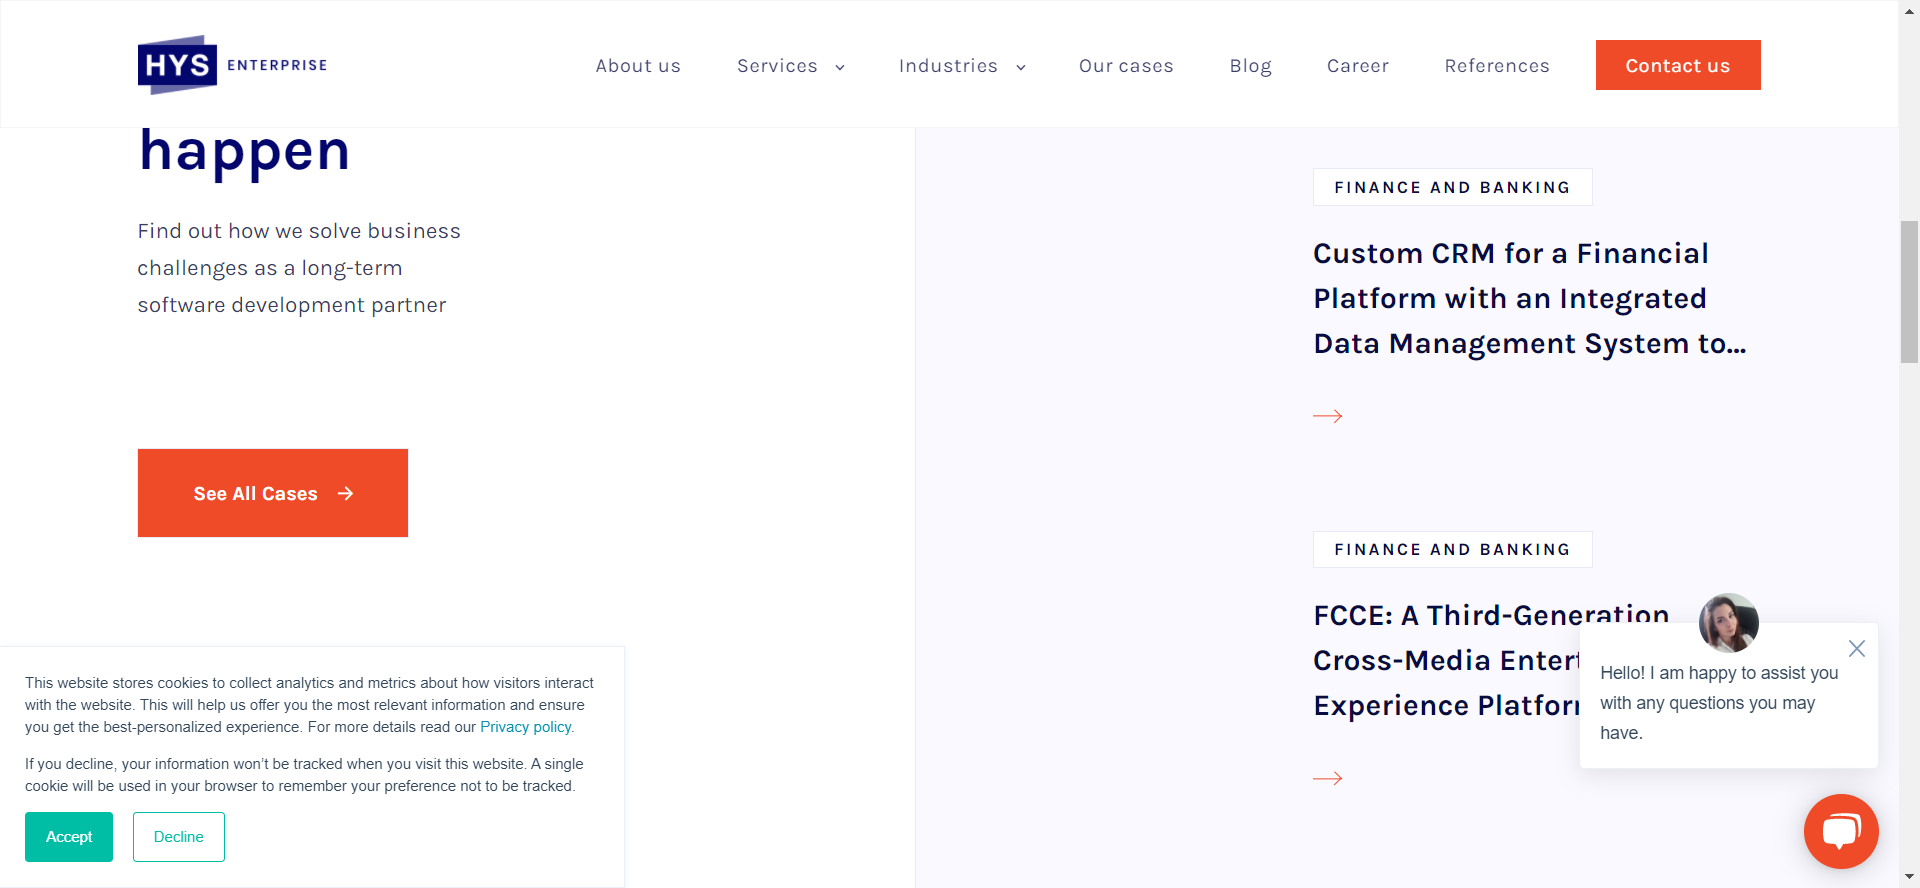 HYS ENTERPRISE
About us
Services
Industries
Our cases
Blog
Career
References
Contact us
happen
Find out how we solve business
challenges as a long-term
software development partner
See All Cases
FINANCE AND BANKING
Custom CRM for a Financial
Platform with an Integrated
Data Management System to...
FINANCE AND BANKING
FCCE: A Third-Generation
Cross-Media
Experience
Hello! I am happy to assist you
with any questions you may
have.
This website stores cookies to collect analytics and metrics about how visitors interact
with the website. This will help us offer you the most relevant information and ensure
you get the best-personalized experience. For more details read our Privacy policy.
If you decline, your information won’t be tracked when you visit this website. A single
cookie will be used in your browser to remember your preference not to be tracked.
Accept
Decline